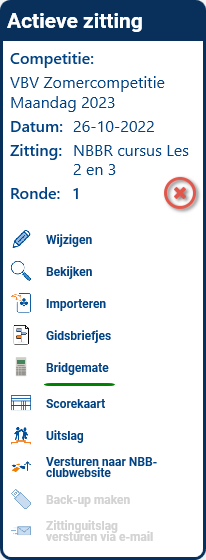 Actieve zitting
Competitie:
VBV Zomercompetitie
Maandag 2023
Datum: 26-10-2022
Zitting: NBBR cursus Les
2 en 3
Ronde: 1
Wijzigen
Bekijken
Importeren
Gidsbriefjes
Bridgemate
Scorekaart
Uitslag
Versturen naar NBB-
clubwebsite
Back-up maken
Zittinguitslag
versturen via e-mail